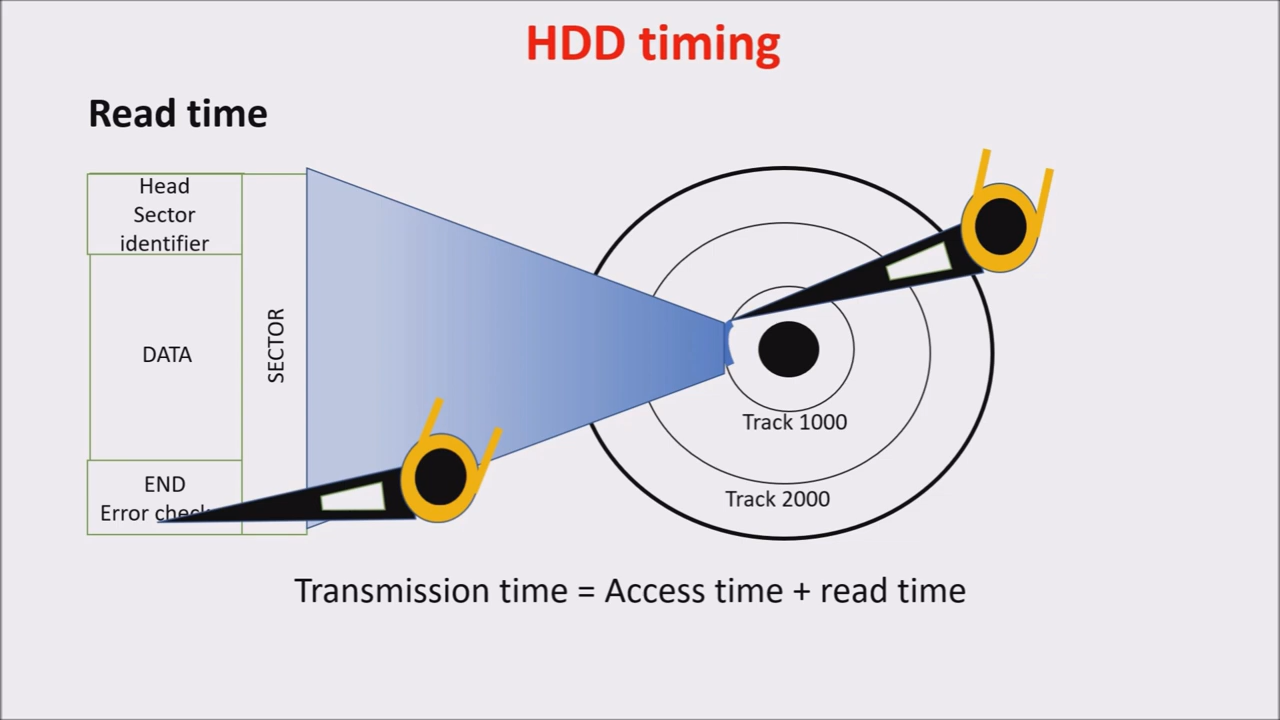 HDD timing
Read time
Head
Sector
identifier
DATA
SECTOR
END
Error check
Track 1000
Track 2000
Transmission time = Access time + read time